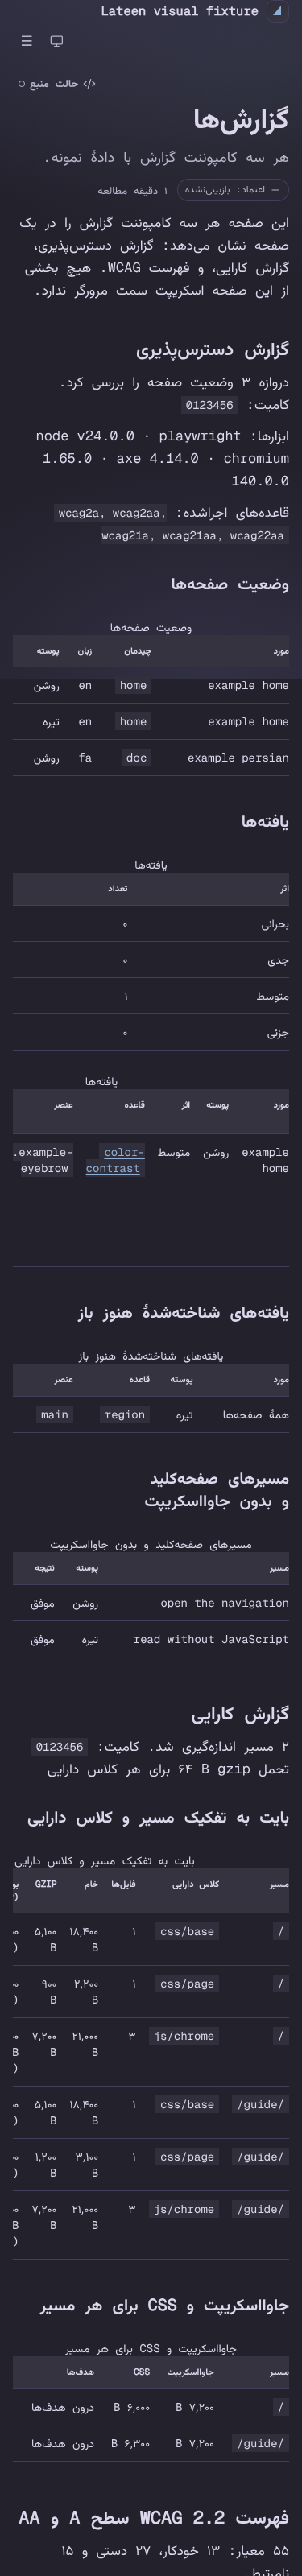 Lateen visual fixture
</> حالت منبع
گزارش‌ها
هر سه کامپوننت گزارش با دادهٔ نمونه.
— اعتماد: بازبینی‌نشده
۱ دقیقه مطالعه
این صفحه هر سه کامپوننت گزارش را در یک
صفحه نشان می‌دهد: گزارش دسترس‌پذیری،
گزارش کارایی، و فهرست WCAG. هیچ بخشی
از این صفحه اسکریپت سمت مرورگر ندارد.
گزارش دسترس‌پذیری
دروازه ۳ وضعیت صفحه را بررسی کرد.
کامیت: 0123456
ابزارها: node v24.0.0 · playwright
1.65.0 · axe 4.14.0 · chromium
140.0.0
قاعده‌های اجراشده: wcag2a, wcag2aa,
wcag21a, wcag21aa, wcag22aa
وضعیت صفحه‌ها
وضعیت صفحه‌ها
مورد چیدمان زبان پوسته
example home home en روشن
example home home en تیره
example persian doc fa روشن
یافته‌ها
یافته‌ها
اثر تعداد
بحرانی ۰
جدی ۰
متوسط ۱
جزئی ۰
یافته‌ها
مورد پوسته اثر قاعده عنصر
example روشن متوسط color- .example-
home contrast eyebrow
یافته‌های شناخته‌شدهٔ هنوز باز
یافته‌های شناخته‌شدهٔ هنوز باز
مورد پوسته قاعده عنصر
همهٔ صفحه‌ها تیره region main
مسیرهای صفحه‌کلید
و بدون جاوااسکریپت
مسیرهای صفحه‌کلید و بدون جاوااسکریپت
مسیر پوسته نتیجه
open the navigation روشن موفق
read without JavaScript تیره موفق
گزارش کارایی
۲ مسیر اندازه‌گیری شد. کامیت: 0123456
تحمل ۶۴ B gzip برای هر کلاس دارایی
بایت به تفکیک مسیر و کلاس دارایی
بایت به تفکیک مسیر و کلاس دارایی
مسیر کلاس دارایی فایل‌ها خام GZIP
/ css/base ۱ ۱۸,۴۰۰ ۵,۱۰۰
B B
/ css/page ۱ ۲,۲۰۰ ۹۰۰
B B
/ js/chrome ۳ ۲۱,۰۰۰ ۷,۲۰۰
B B
/guide/ css/base ۱ ۱۸,۴۰۰ ۵,۱۰۰
B B
/guide/ css/page ۱ ۳,۱۰۰ ۱,۲۰۰
B B
/guide/ js/chrome ۳ ۲۱,۰۰۰ ۷,۲۰۰
B B
جاوااسکریپت و CSS برای هر مسیر
جاوااسکریپت و CSS برای هر مسیر
مسیر جاوااسکریپت CSS هدف‌ها
/ ۷,۲۰۰ B ۶,۰۰۰ B درون هدف‌ها
/guide/ ۷,۲۰۰ B ۶,۳۰۰ B درون هدف‌ها
فهرست WCAG 2.2 سطح A و AA
۵۵ معیار: ۱۳ خودکار، ۲۷ دستی و ۱۵